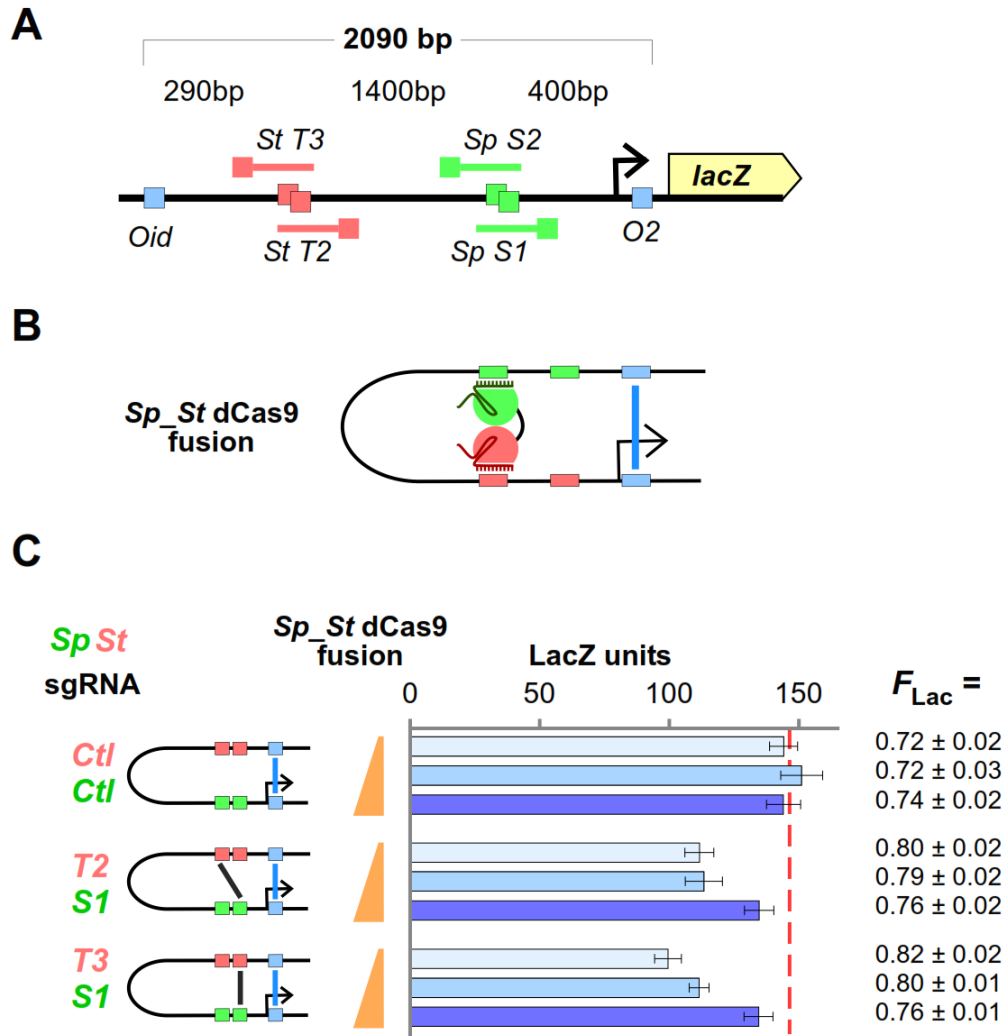 A
2090 bp
290bp 1400bp 400bp
St T3 Sp S2
lacZ
Oid St T2 Sp S1 O2
B
Sp_St dCas9
fusion
C
Sp St
sgRNA
Sp_St dCas9
fusion
LacZ units
0 50 100 150
F Lac =
Ctl
Ctl
0.72 ± 0.02
0.72 ± 0.03
0.74 ± 0.02
T2
S1
0.80 ± 0.02
0.79 ± 0.02
0.76 ± 0.02
T3
S1
0.82 ± 0.02
0.80 ± 0.01
0.76 ± 0.01